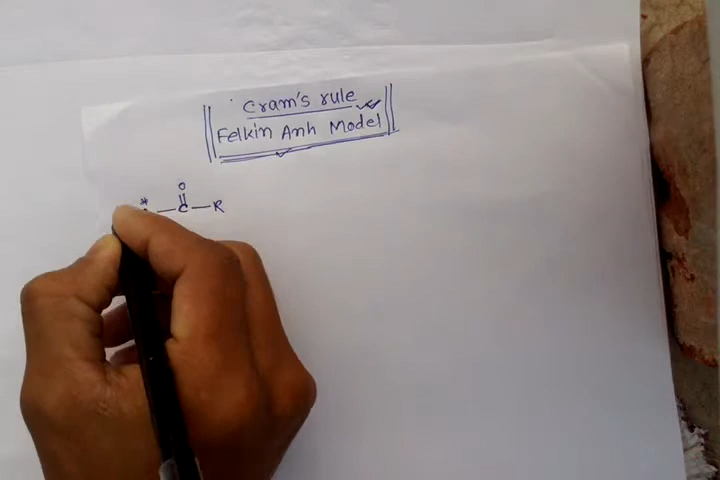 Cram's rule
Felkin Anh Model
O
* — C — R